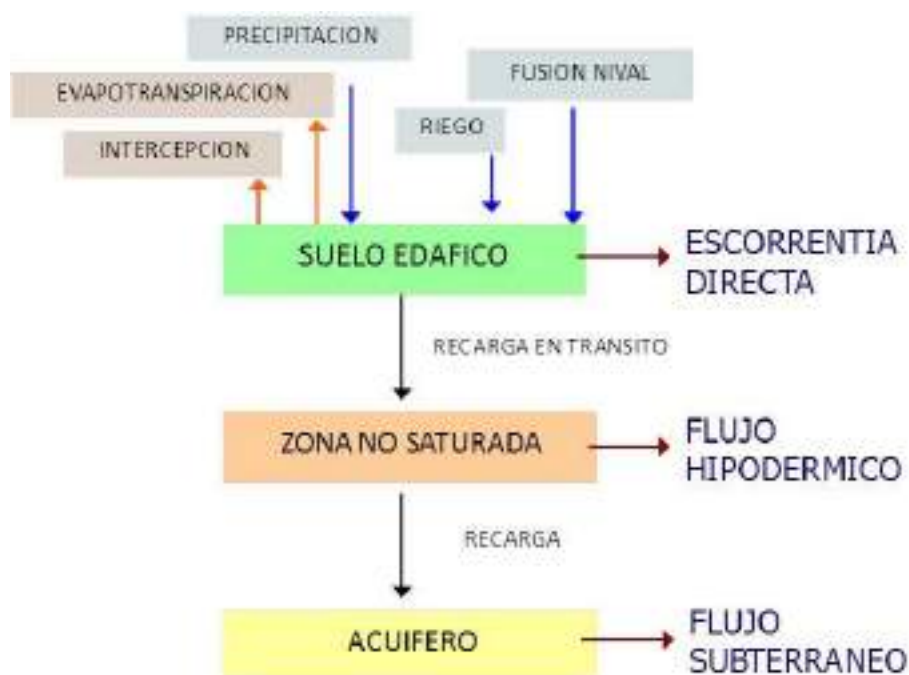 PRECIPITACION
FUSION NIVAL
EVAPOTRANSPIRACION
RIEGO
INTERCEPCION
SUELO EDAFICO
ESCORRENTIA
DIRECTA
RECARGA EN TRANSITO
ZONA NO SATURADA
FLUJO
HIPODERMICO
RECARGA
ACUIFERO
FLUJO
SUBTERRANEO